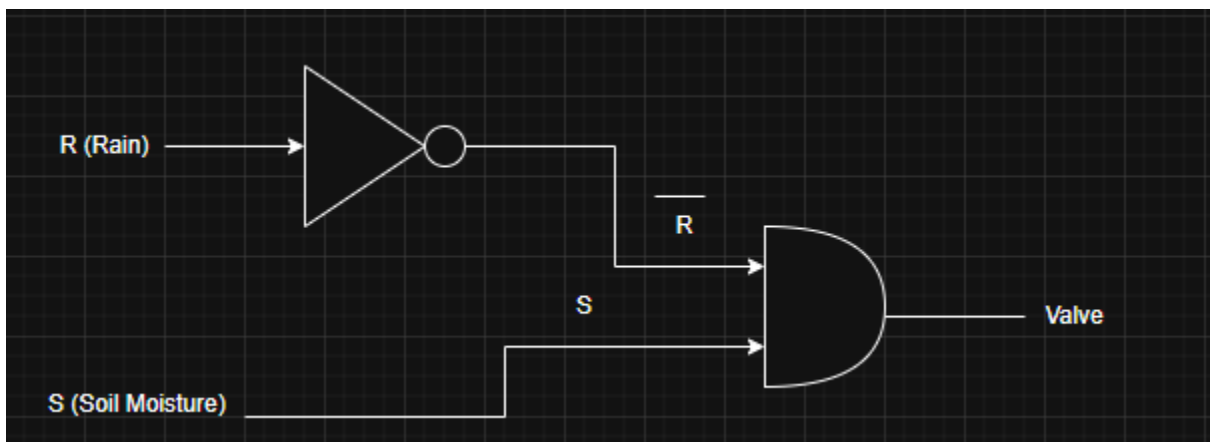 R (Rain)
R
S
Valve
S (Soil Moisture)